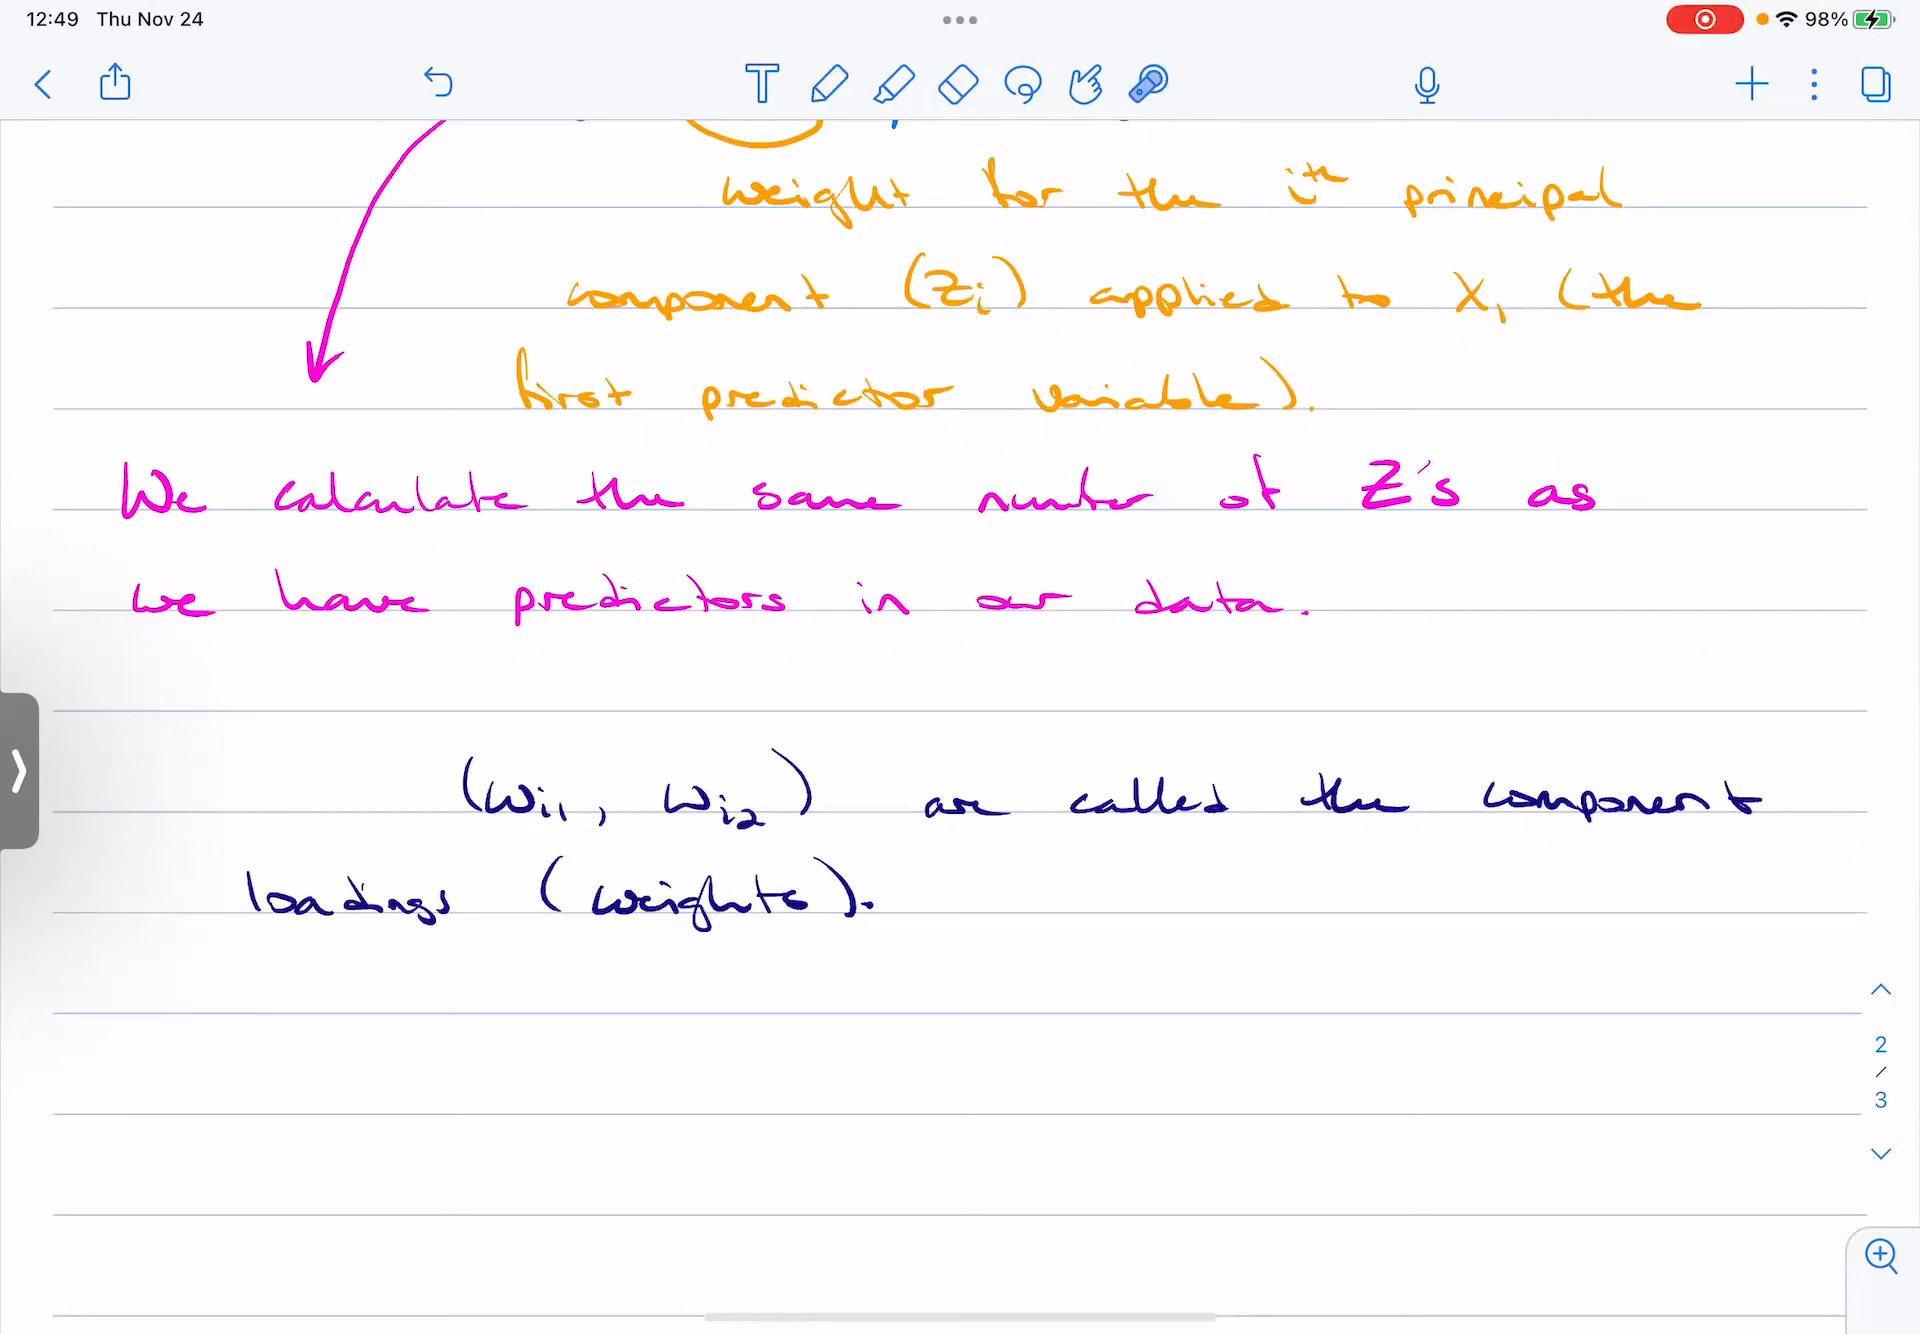 12:49 Thu Nov 24
98%
T
weight for the iᵗʰ principal
component (Zᵢ) applied to X₁ (the
first predictor variable).
We calculate the same number of Z's as
we have predictors in our data.
(wᵢ₁, wᵢ₂) are called the component
loadings (weights).
2
/
3